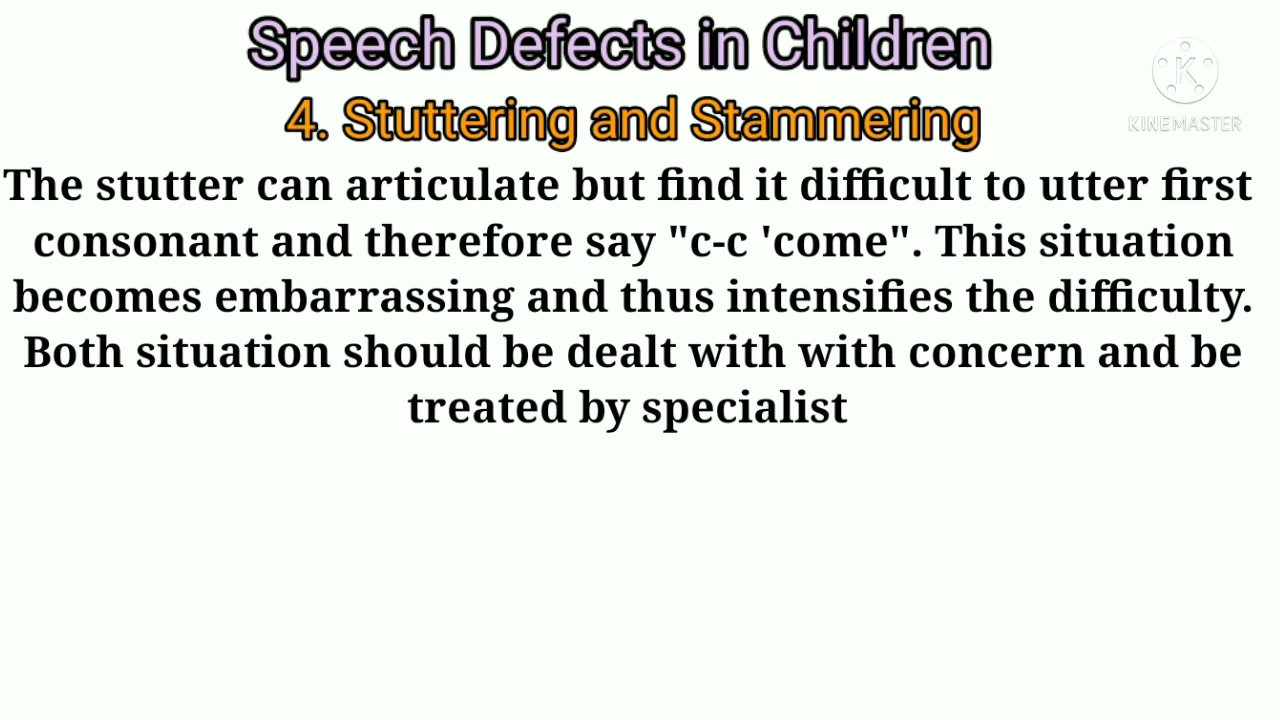 Speech Defects in Children
4. Stuttering and Stammering
K
KINEMASTER
The stutter can articulate but find it difficult to utter first
consonant and therefore say "c-c 'come". This situation
becomes embarrassing and thus intensifies the difficulty.
Both situation should be dealt with with concern and be
treated by specialist